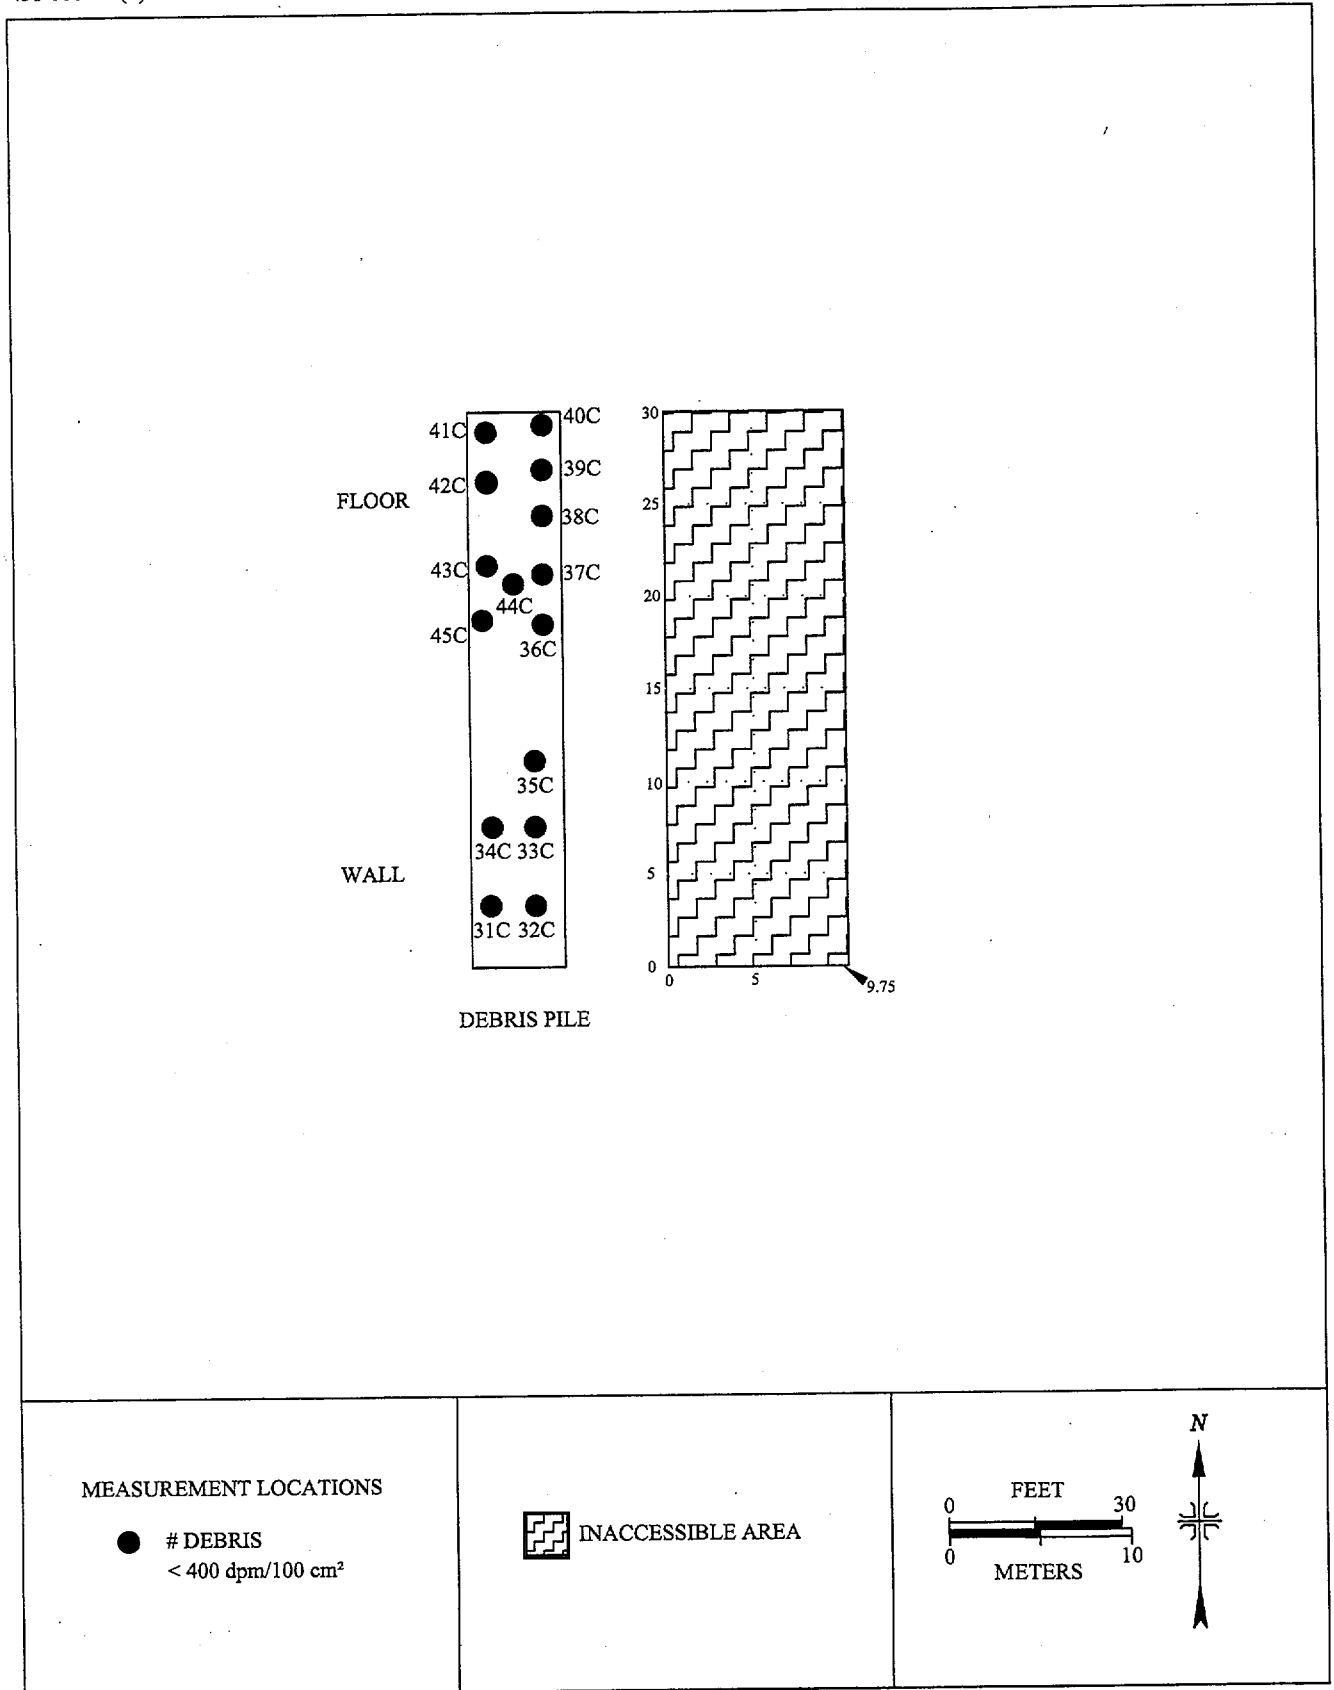 41C
40C
42C
39C
FLOOR
38C
43C
37C
44C
45C
36C
35C
34C 33C
WALL
31C 32C
DEBRIS PILE
30
25
20
15
10
5
0
0
5
9.75
MEASUREMENT LOCATIONS
# DEBRIS
< 400 dpm/100 cm²
INACCESSIBLE AREA
FEET
0
30
0
10
METERS
N